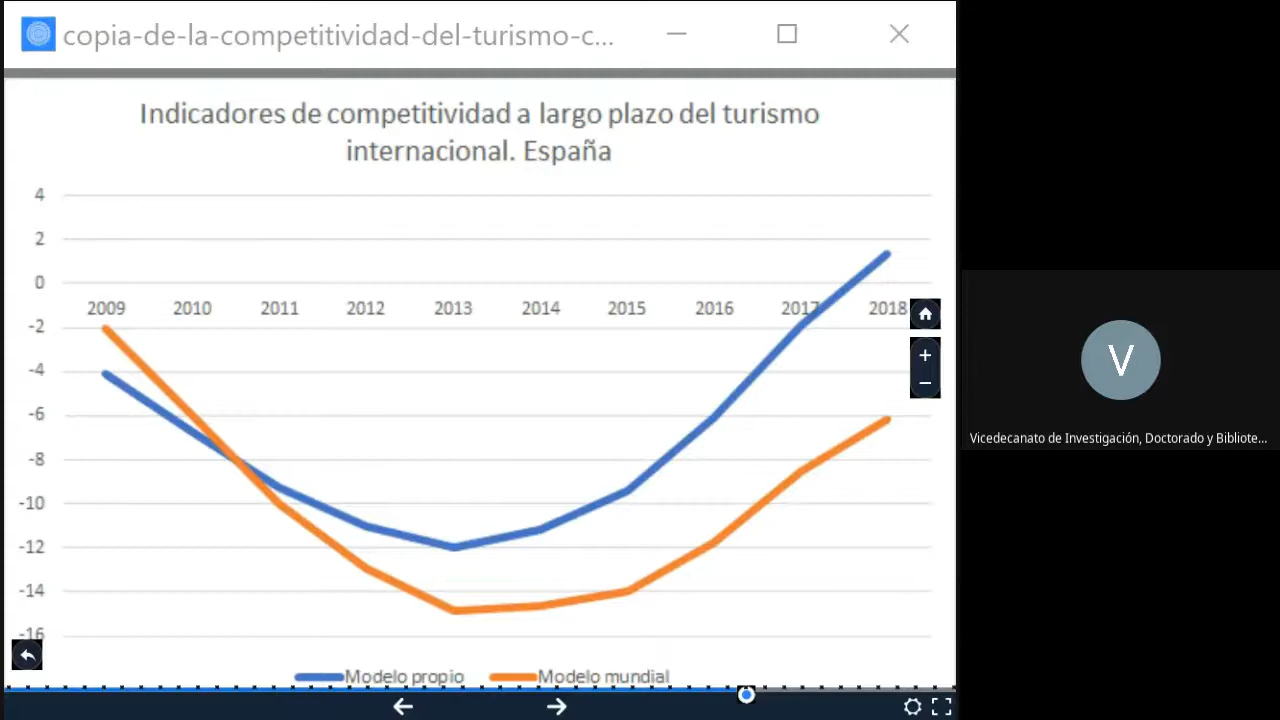 copia-de-la-competitividad-del-turismo-c...
Indicadores de competitividad a largo plazo del turismo
internacional. España
4
2
0
2009 2010 2011 2012 2013 2014 2015 2016 2017 2018
-2
-4
-6
-8
-10
-12
-14
-16
Modelo propio Modelo mundial
V
Vicedecanato de Investigación, Doctorado y Bibliote...